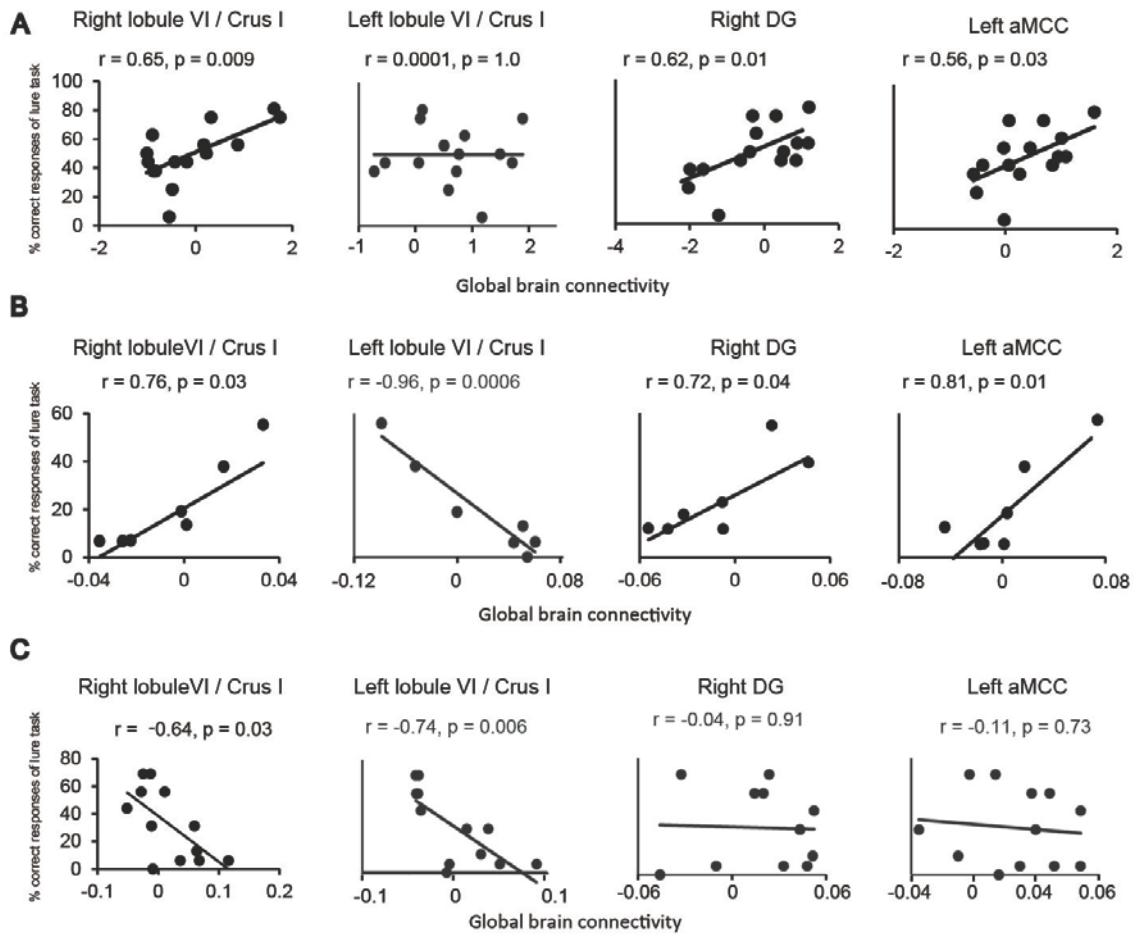 A
Right lobule VI / Crus I
Left lobule VI / Crus I
Right DG
Left aMCC
r = 0.65, p = 0.009
r = 0.0001, p = 1.0
r = 0.62, p = 0.01
r = 0.56, p = 0.03
% correct responses of lure task
100
80
60
40
20
0
-2 0 2
-1 0 1 2
-4 -2 0 2
-2 0 2
Global brain connectivity
B
Right lobuleVI / Crus I
Left lobule VI / Crus I
Right DG
Left aMCC
r = 0.76, p = 0.03
r = -0.96, p = 0.0006
r = 0.72, p = 0.04
r = 0.81, p = 0.01
% correct responses of lure task
60
40
20
0
-0.04 0 0.04
-0.12 0 0.08
-0.06 0 0.06
-0.08 0 0.08
Global brain connectivity
C
Right lobuleVI / Crus I
Left lobule VI / Crus I
Right DG
Left aMCC
r = -0.64, p = 0.03
r = -0.74, p = 0.006
r = -0.04, p = 0.91
r = -0.11, p = 0.73
% correct responses of lure task
80
60
40
20
0
-0.1 0 0.1 0.2
-0.1 0 0.1
0 0.06
-0.04 0 0.04 0.06
Global brain connectivity